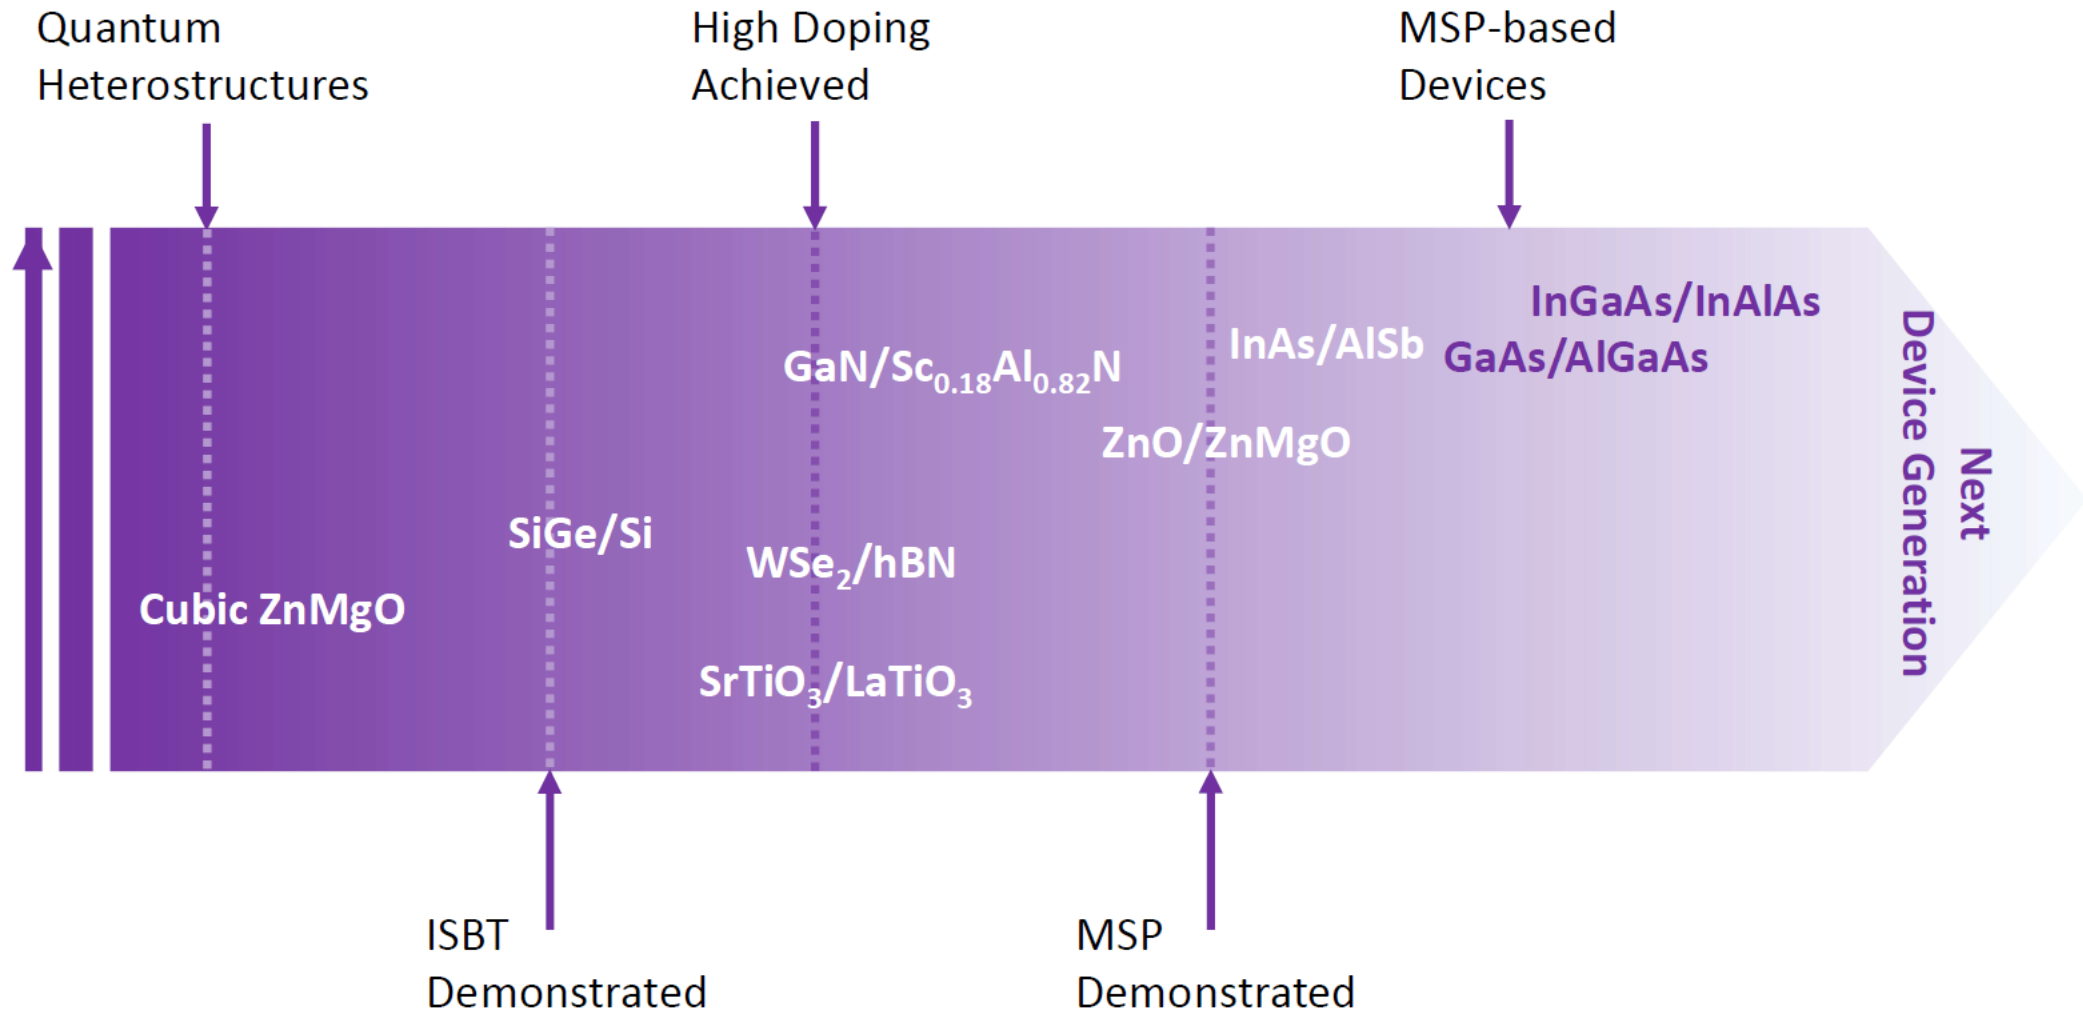 Quantum
Heterostructures
High Doping
Achieved
MSP-based
Devices
InGaAs/InAlAs
InAs/AlSb
GaAs/AlGaAs
GaN/Sc₀.₁₈Al₀.₈₂N
ZnO/ZnMgO
SiGe/Si
WSe₂/hBN
Cubic ZnMgO
SrTiO₃/LaTiO₃
Next
Device Generation
ISBT
Demonstrated
MSP
Demonstrated